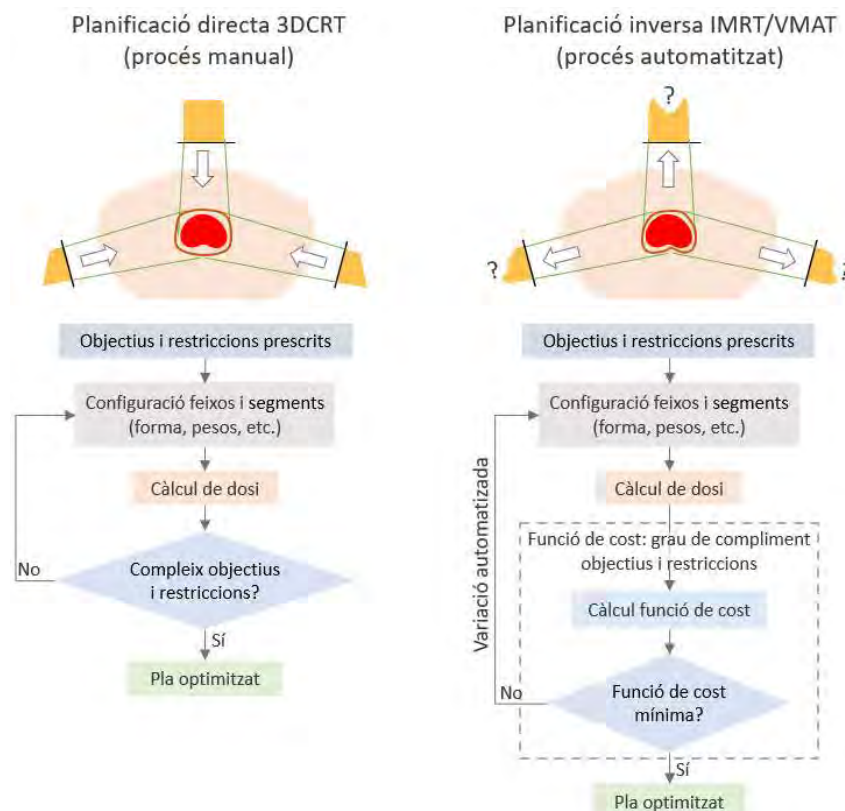 Planificació directa 3DCRT
(procés manual)
Objectius i restriccions prescrits
Configuració feixos i segments
(forma, pesos, etc.)
Càlcul de dosi
No
Compleix objectius
i restriccions?
Sí
Pla optimitzat
Planificació inversa IMRT/VMAT
(procés automatitzat)
?
?
?
Objectius i restriccions prescrits
Configuració feixos i segments
(forma, pesos, etc.)
Variació automatizada
Càlcul de dosi
Funció de cost: grau de compliment
objectius i restriccions
Càlcul funció de cost
No
Funció de cost
mínima?
Sí
Pla optimitzat